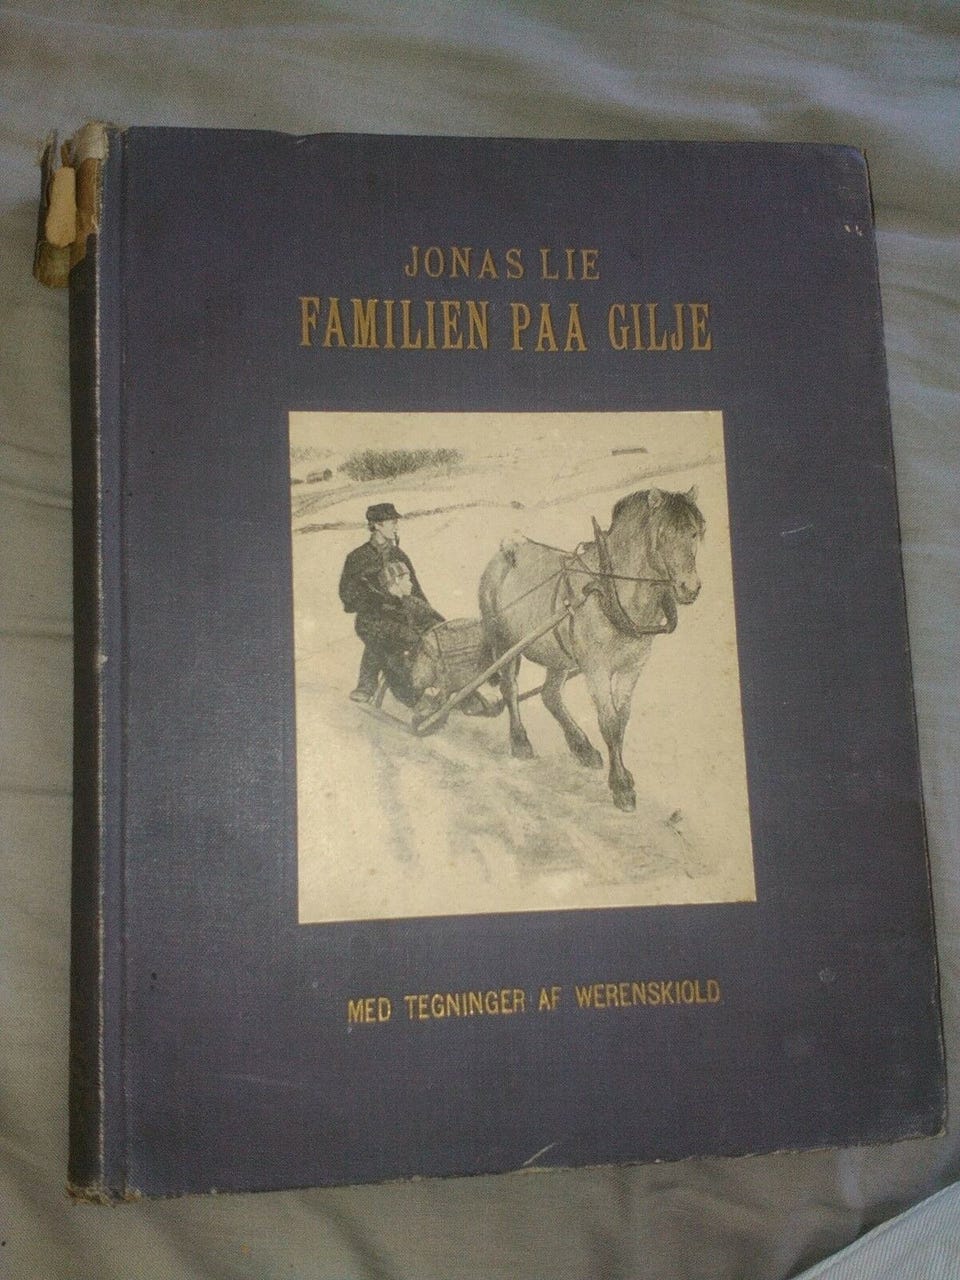 JONAS LIE
FAMILIEN PAA GILJE
MED TEGNINGER AF WERENSKIOLD